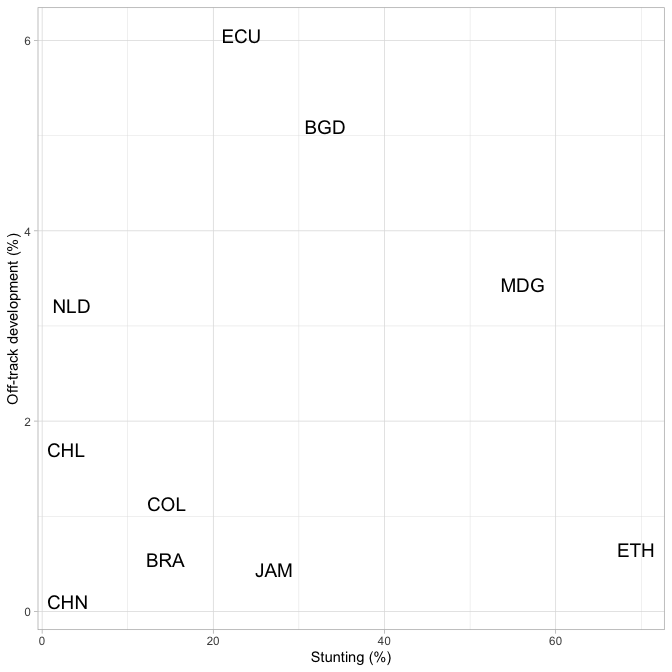 6
ECU
BGD
4
MDG
NLD
2
CHL
COL
BRA
JAM
ETH
CHN
0
0 20 40 60
Stunting (%)
Off-track development (%)